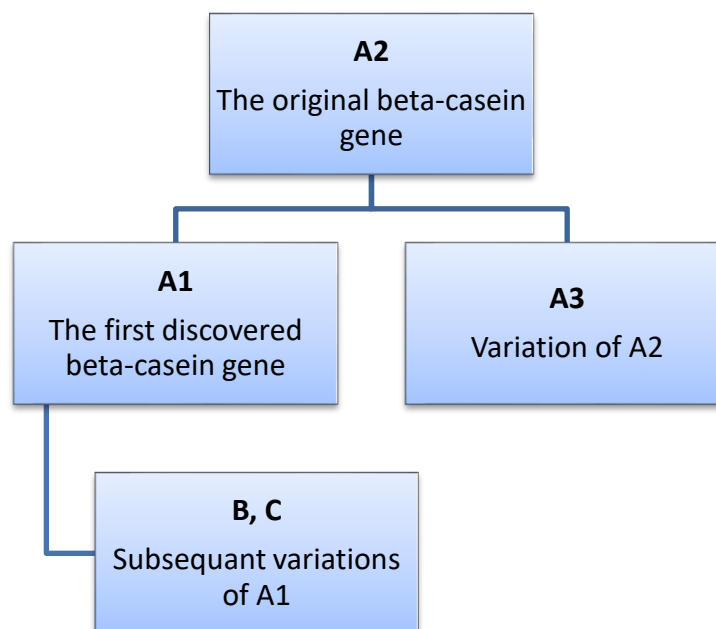 A2
The original beta-casein
gene
A1
The first discovered
beta-casein gene
A3
Variation of A2
B, C
Subsequant variations
of A1